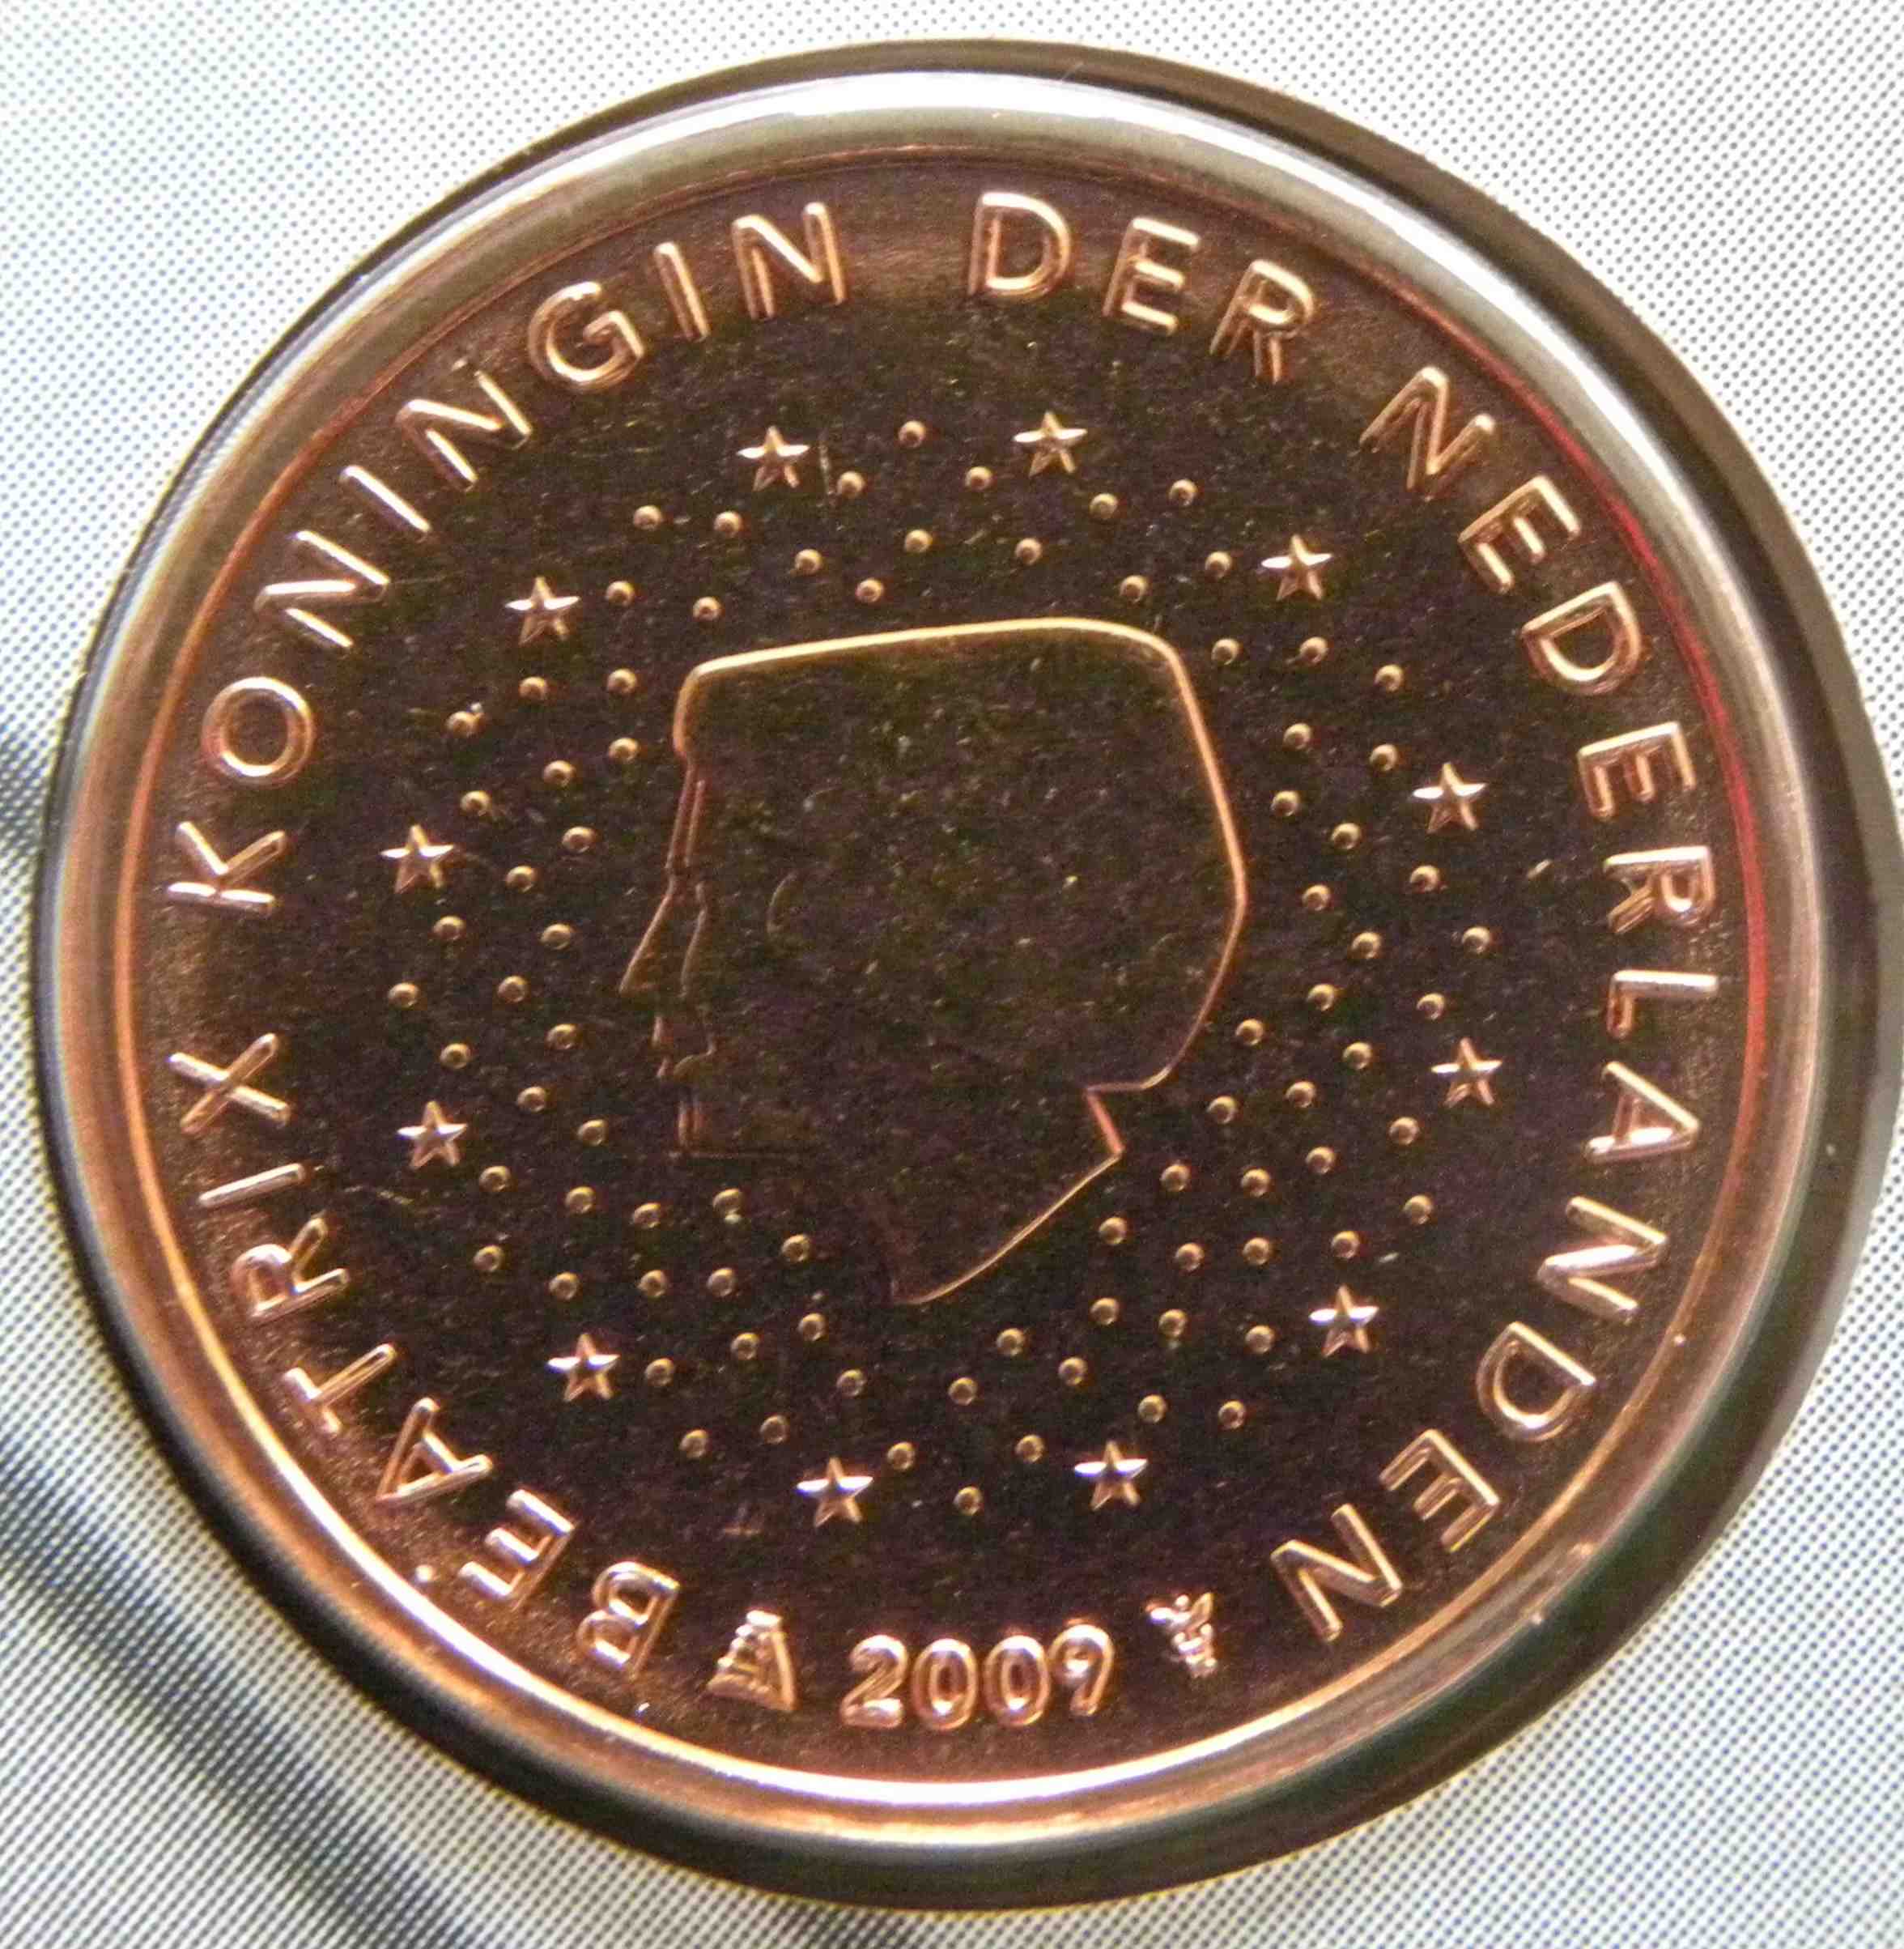 BEATRIX KONINGIN DER NEDERLANDEN
2009